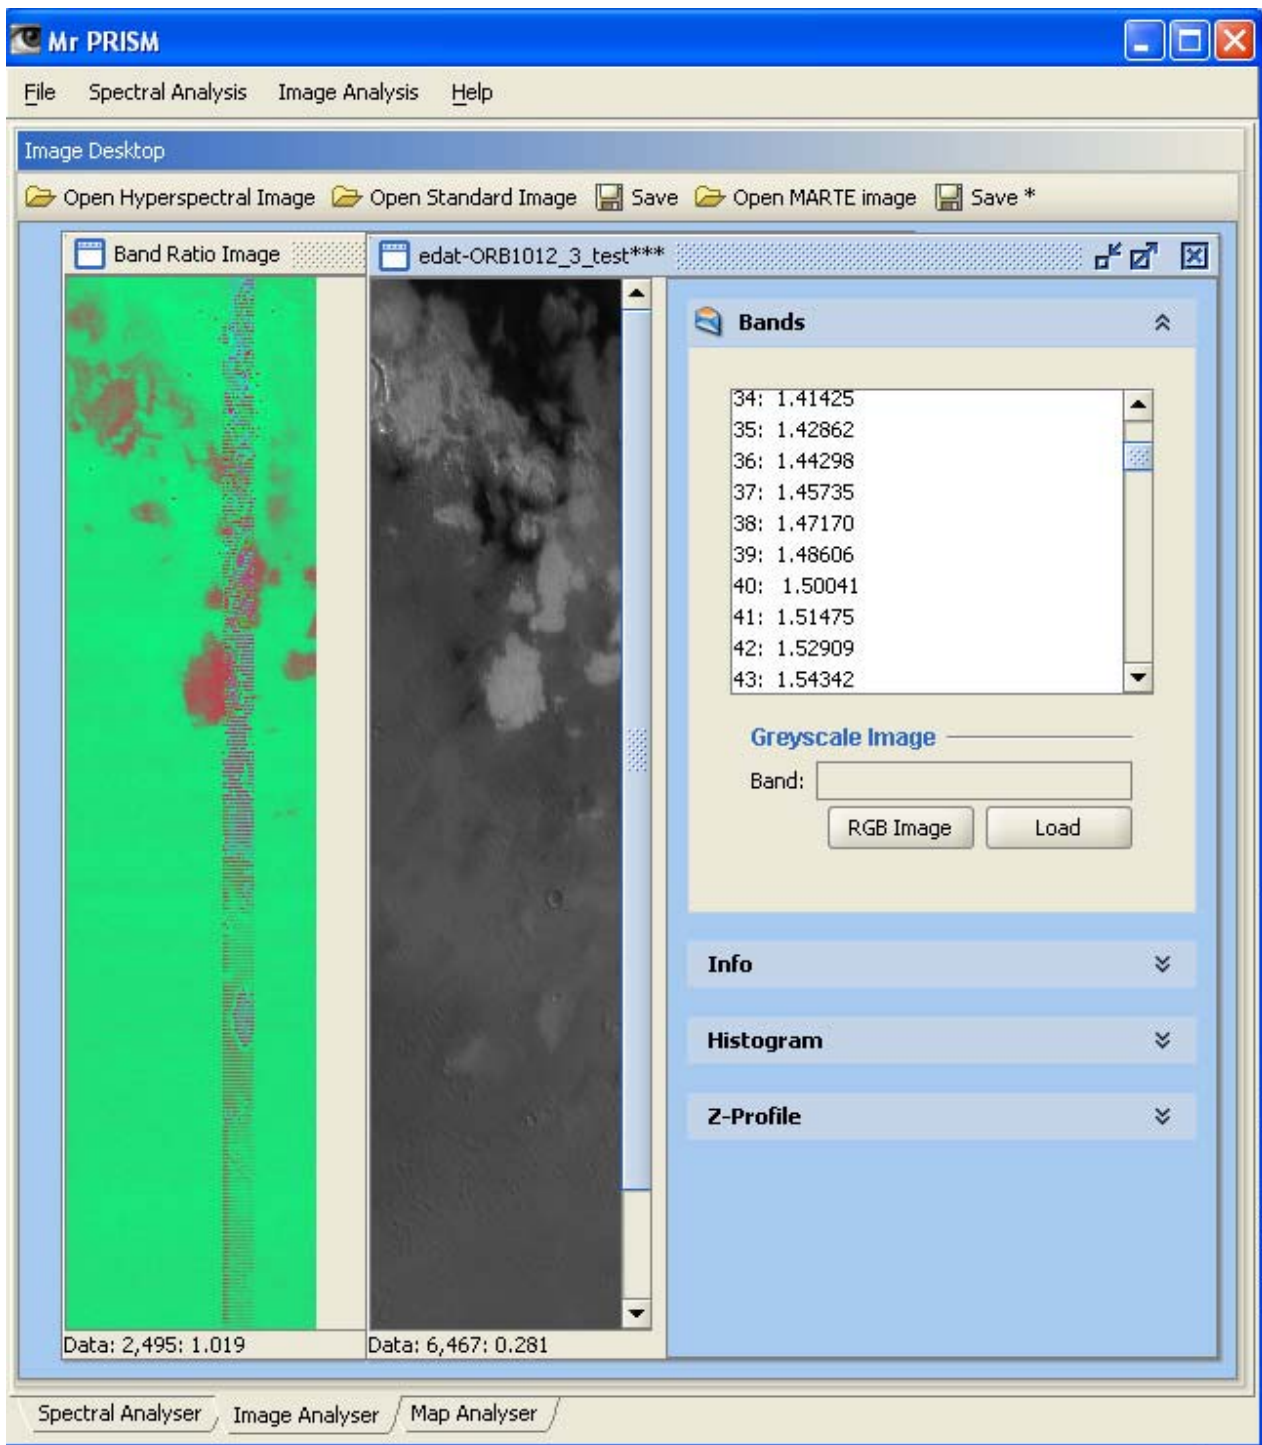 Mr PRISM
File Spectral Analysis Image Analysis Help
Image Desktop
Open Hyperspectral Image Open Standard Image Save Open MARTE image Save *
Band Ratio Image
edat-ORB1012_3_test***
Bands
34: 1.41425
35: 1.42862
36: 1.44298
37: 1.45735
38: 1.47170
39: 1.48606
40: 1.50041
41: 1.51475
42: 1.52909
43: 1.54342
Greyscale Image
Band:
RGB Image Load
Info
Histogram
Z-Profile
Data: 2,495: 1.019
Data: 6,467: 0.281
Spectral Analyser Image Analyser Map Analyser